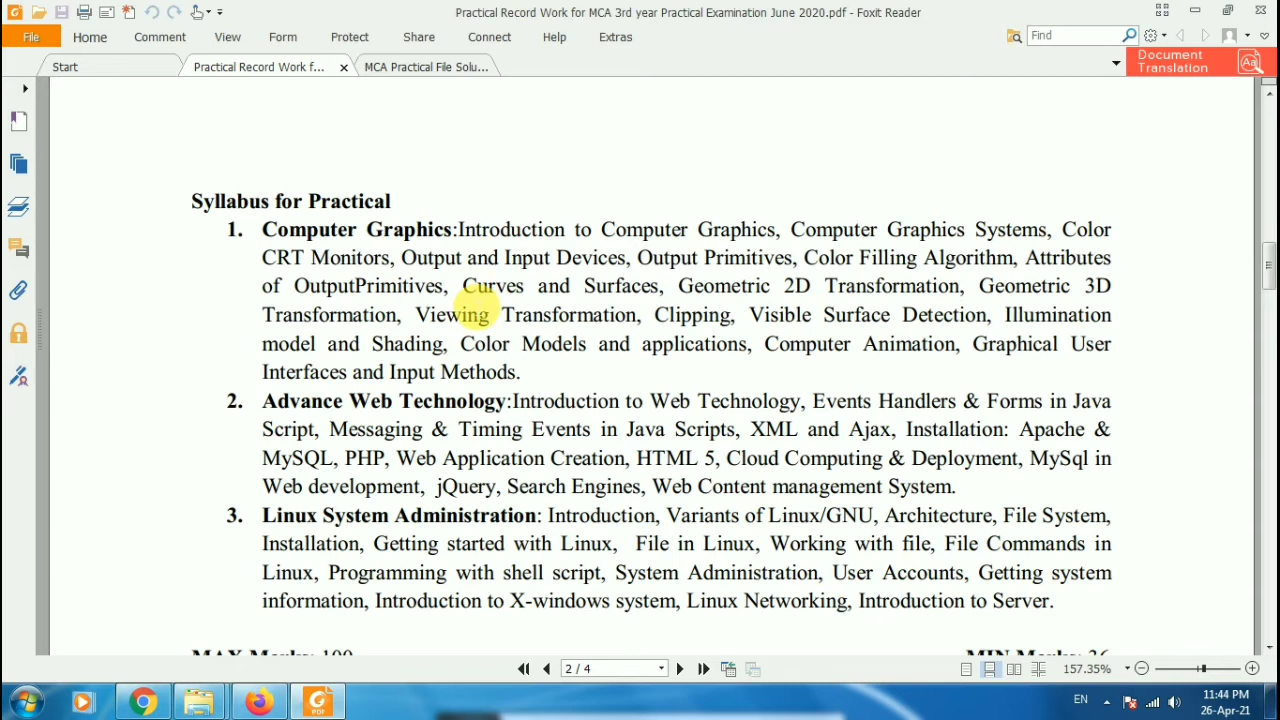 Practical Record Work for MCA 3rd year Practical Examination June 2020.pdf - Foxit Reader
File Home Comment View Form Protect Share Connect Help Extras Find
Start Practical Record Work for f... x MCA Practical File Solu... Document Translation Aa
Syllabus for Practical
1. Computer Graphics:Introduction to Computer Graphics, Computer Graphics Systems, Color
CRT Monitors, Output and Input Devices, Output Primitives, Color Filling Algorithm, Attributes
of OutputPrimitives, Curves and Surfaces, Geometric 2D Transformation, Geometric 3D
Transformation, Viewing Transformation, Clipping, Visible Surface Detection, Illumination
model and Shading, Color Models and applications, Computer Animation, Graphical User
Interfaces and Input Methods.
2. Advance Web Technology:Introduction to Web Technology, Events Handlers & Forms in Java
Script, Messaging & Timing Events in Java Scripts, XML and Ajax, Installation: Apache &
MySQL, PHP, Web Application Creation, HTML 5, Cloud Computing & Deployment, MySql in
Web development, jQuery, Search Engines, Web Content management System.
3. Linux System Administration: Introduction, Variants of Linux/GNU, Architecture, File System,
Installation, Getting started with Linux, File in Linux, Working with file, File Commands in
Linux, Programming with shell script, System Administration, User Accounts, Getting system
information, Introduction to X-windows system, Linux Networking, Introduction to Server.
MAX Marks: 100 MIN Marks: 36
2 / 4 157.35%
PDF EN 11:44 PM
26-Apr-21